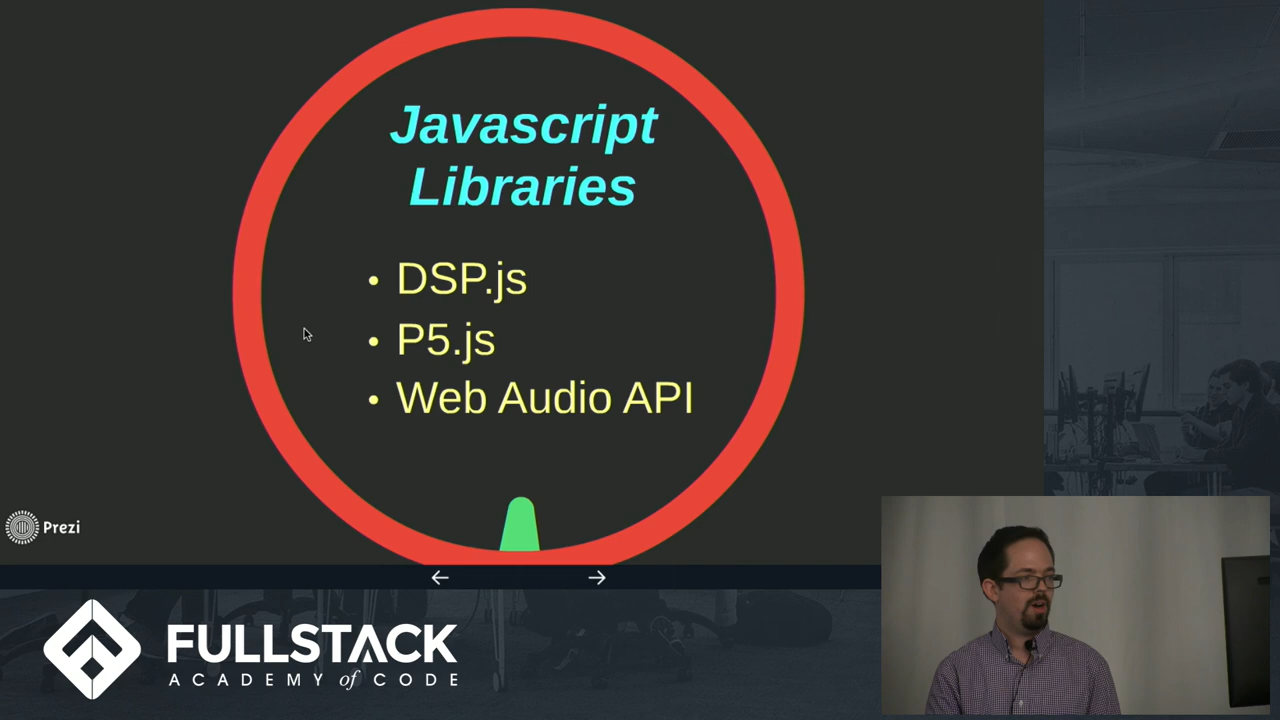 Javascript
Libraries
• DSP.js
• P5.js
• Web Audio API
Prezi
FULLSTACK
ACADEMY of CODE